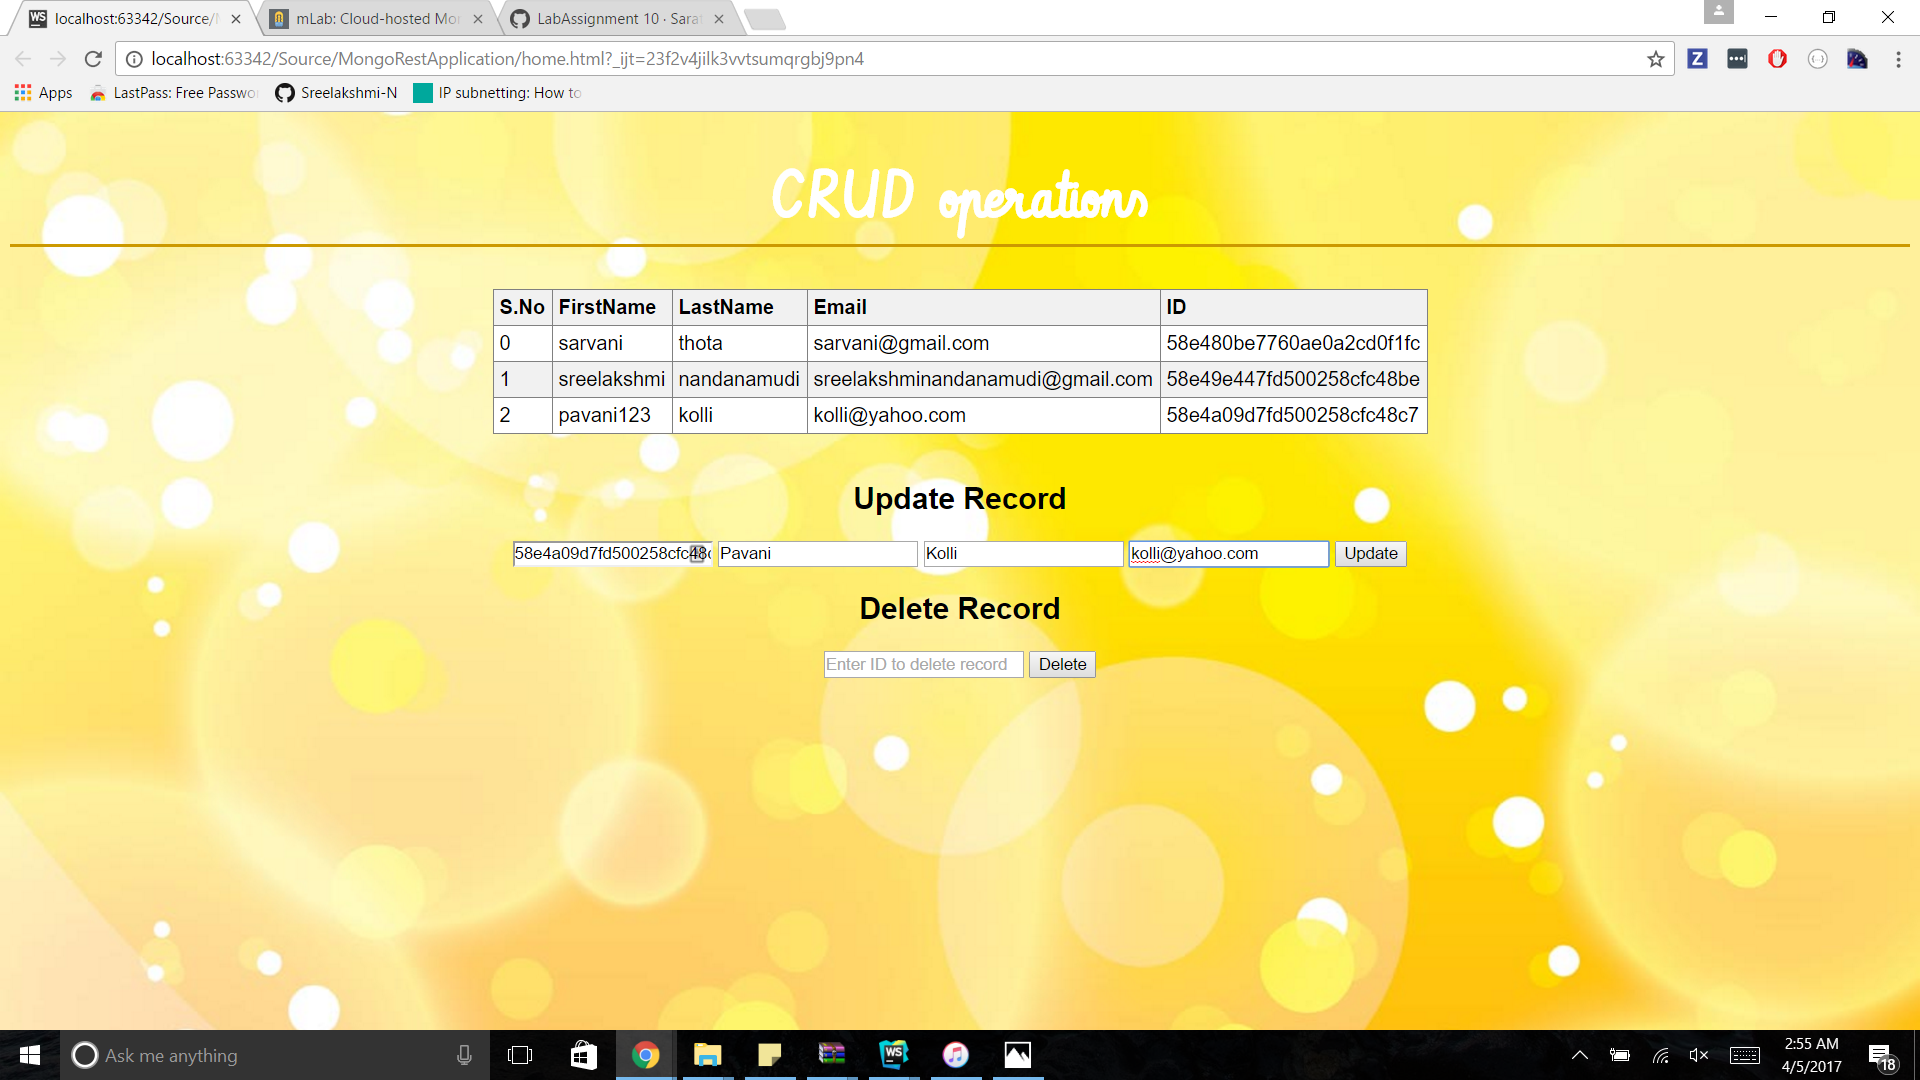 localhost:63342/Source/M
mLab: Cloud-hosted Mon
LabAssignment 10 · Sarat
localhost:63342/Source/MongoRestApplication/home.html?_ijt=23f2v4jilk3vvtsumqrgbj9pn4
Apps
LastPass: Free Passwo
Sreelakshmi-N
IP subnetting: How to
CRUD operations
S.No FirstName LastName Email ID
0 sarvani thota sarvani@gmail.com 58e480be7760ae0a2cd0f1fc
1 sreelakshmi nandanamudi sreelakshminandanamudi@gmail.com 58e49e447fd500258cfc48be
2 pavani123 kolli kolli@yahoo.com 58e4a09d7fd500258cfc48c7
Update Record
58e4a09d7fd500258cfc48c Pavani Kolli kolli@yahoo.com Update
Delete Record
Enter ID to delete record Delete
Ask me anything
2:55 AM
4/5/2017
18